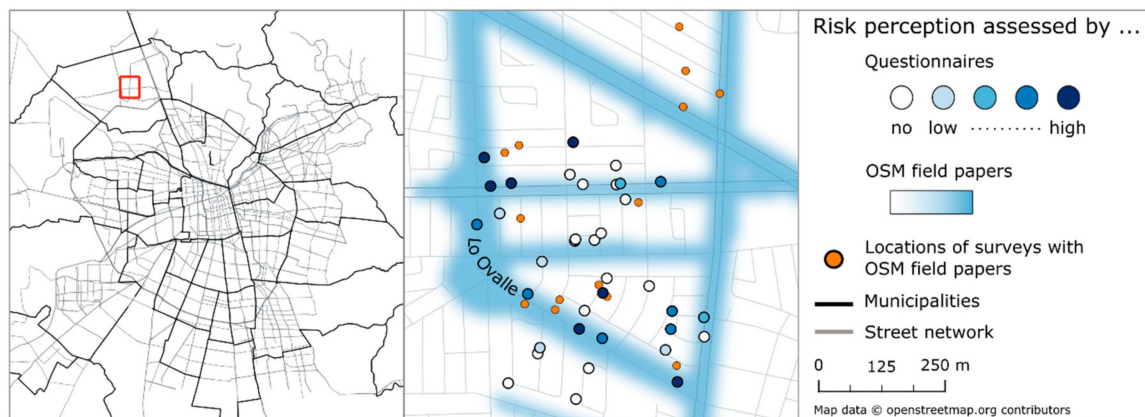 Lo Ovalle
Risk perception assessed by ...
Questionnaires
no low ......... high
OSM field papers
Locations of surveys with
OSM field papers
Municipalities
Street network
0 125 250 m
Map data © openstreetmap.org contributors